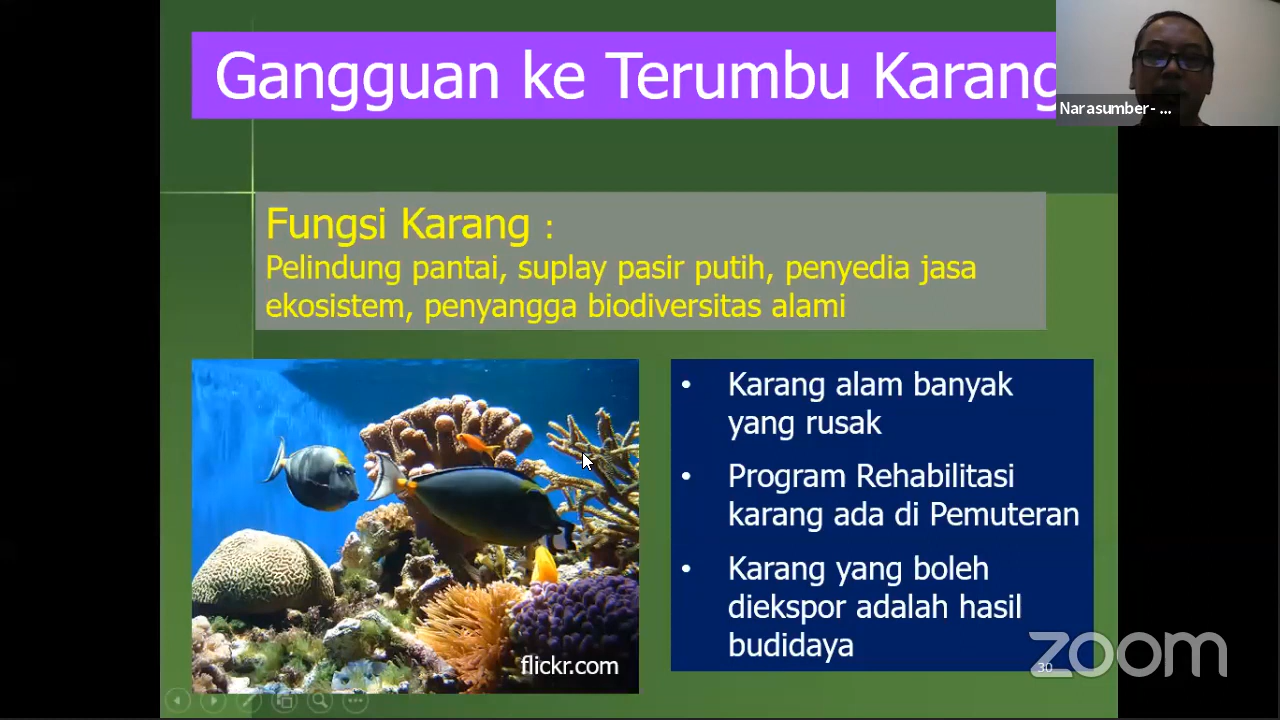 Gangguan ke Terumbu Karang
Narasumber- ...
Fungsi Karang :
Pelindung pantai, suplay pasir putih, penyedia jasa
ekosistem, penyangga biodiversitas alami
• Karang alam banyak
yang rusak
• Program Rehabilitasi
karang ada di Pemuteran
• Karang yang boleh
diekspor adalah hasil
budidaya
flickr.com
30
zoom